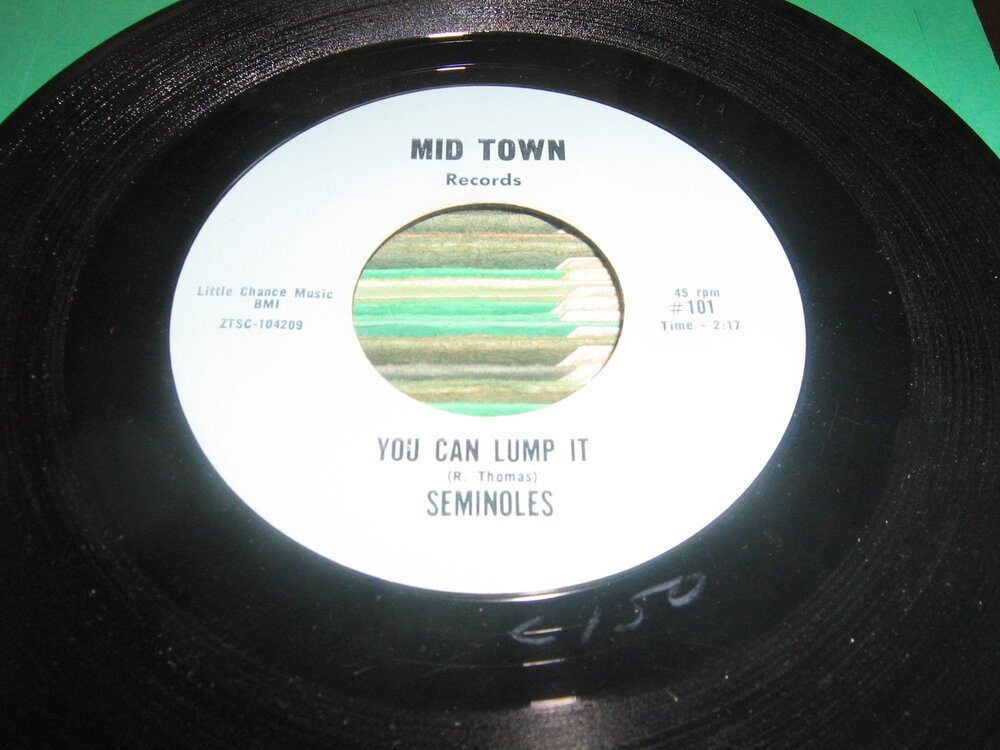 MID TOWN
Records
Little Chance Music
BMI
ZTSC-104209
45 rpm
#101
Time - 2:17
YOU CAN LUMP IT
(R. Thomas)
SEMINOLES
£150